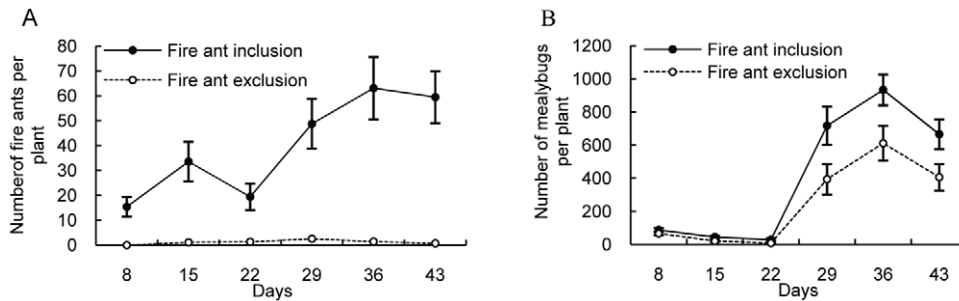 A
Number of fire ants per
plant
80
70
60
50
40
30
20
10
0
Fire ant inclusion
Fire ant exclusion
8 15 22 29 36 43
Days
B
Number of mealybugs
per plant
1200
1000
800
600
400
200
0
Fire ant inclusion
Fire ant exclusion
8 15 22 29 36 43
Days